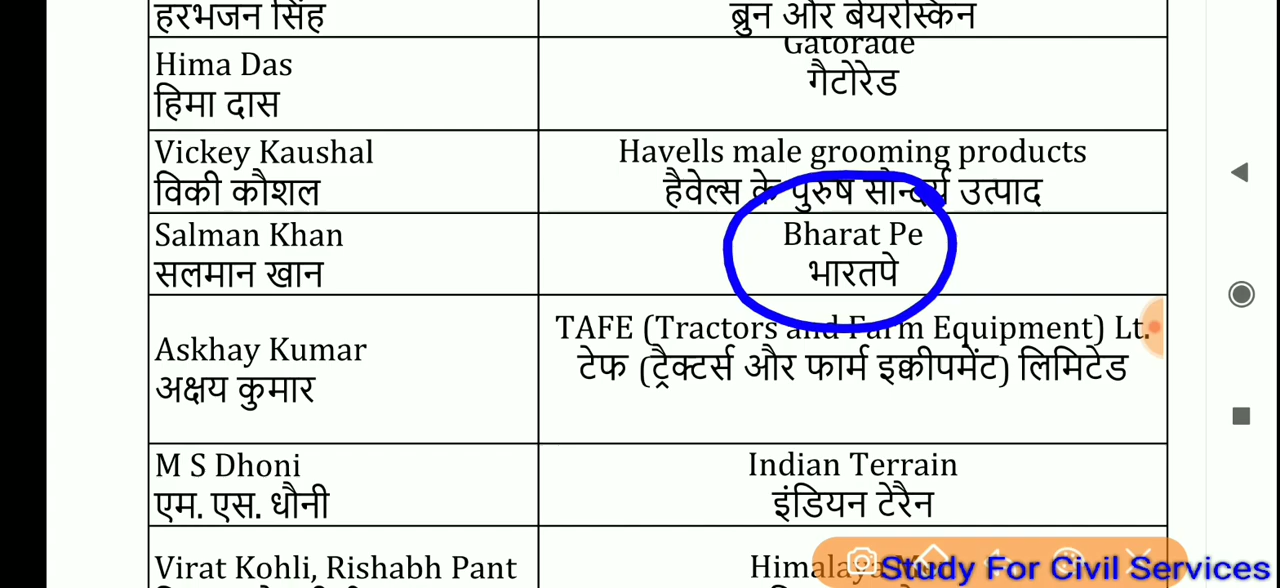 हरभजन सिंह
ब्रुन और बेयरस्किन
Hima Das
हिमा दास
Gatorade
गैटोरेड
Vickey Kaushal
विकी कौशल
Havells male grooming products
हैवेल्स के पुरुष सौन्दर्य उत्पाद
Salman Khan
सलमान खान
Bharat Pe
भारतपे
Askhay Kumar
अक्षय कुमार
TAFE (Tractors and Farm Equipment) Lt.
टेफ (ट्रैक्टर्स और फार्म इक्वीपमेंट) लिमिटेड
M S Dhoni
एम. एस. धौनी
Indian Terrain
इंडियन टेरैन
Virat Kohli, Rishabh Pant
Himalaya
Study For Civil Services